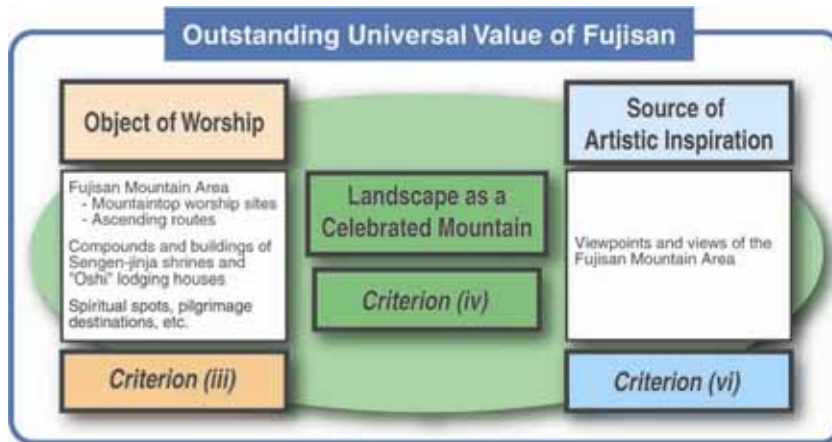 Outstanding Universal Value of Fujisan
Object of Worship
Fujisan Mountain Area
- Mountaintop worship sites
- Ascending routes
Compounds and buildings of
Sengen-jinja shrines and
"Oshi" lodging houses
Spiritual spots, pilgrimage
destinations, etc.
Criterion (iii)
Landscape as a
Celebrated Mountain
Criterion (iv)
Source of
Artistic Inspiration
Viewpoints and views of the
Fujisan Mountain Area
Criterion (vi)